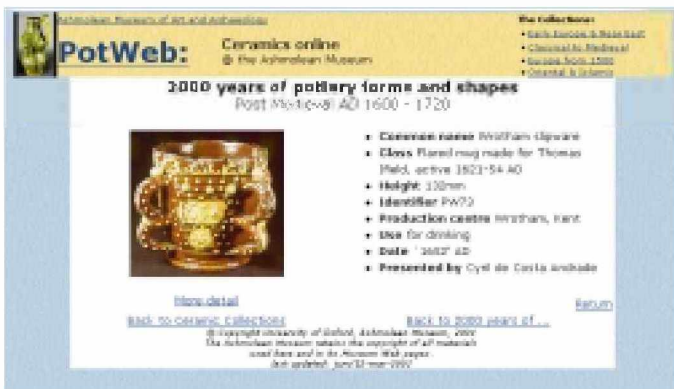 Ashmolean Museum of Art and Archaeology
PotWeb:
Ceramics online
@ the Ashmolean Museum
The Collections:
• Early Europe & Near East
• Classical to Medieval
• Europe from 1500
• Oriental & Islamic
2000 years of pottery forms and shapes
Post Medieval AD 1600 - 1720
• Common name Wrotham slipware
• Class Flared mug made for Thomas
Ifield, active 1621-54 AD
• Height 132mm
• Identifier PW73
• Production centre Wrotham, Kent
• Use for drinking
• Date '1652' AD
• Presented by Cyril de Costa Andrade
More detail
Return
Back to Ceramic Collections
Back to 2000 years of ...
© Copyright University of Oxford, Ashmolean Museum,
The Ashmolean Museum retains the copyright of all materials
used here and in its Museum Web pages.
last updated: